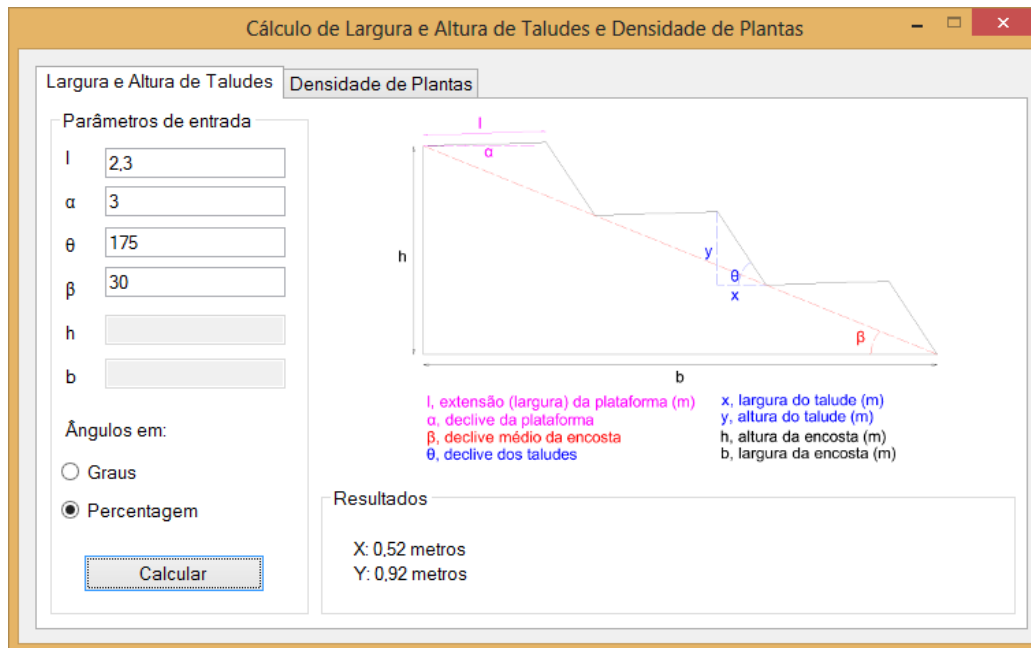 Cálculo de Largura e Altura de Taludes e Densidade de Plantas
Largura e Altura de Taludes
Densidade de Plantas
Parâmetros de entrada
l 2,3
α 3
θ 175
β 30
h
b
Ângulos em:
Graus
Percentagem
Calcular
l
α
h
y
θ
x
β
b
l, extensão (largura) da plataforma (m)
α, declive da plataforma
β, declive médio da encosta
θ, declive dos taludes
x, largura do talude (m)
y, altura do talude (m)
h, altura da encosta (m)
b, largura da encosta (m)
Resultados
X: 0,52 metros
Y: 0,92 metros